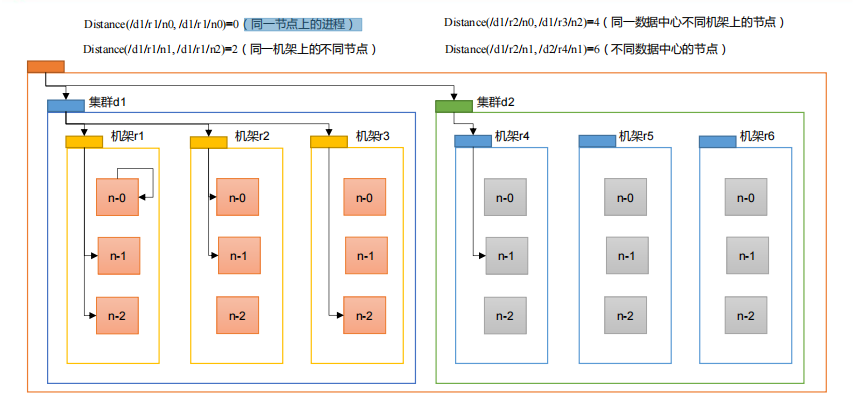 Distance(/d1/r1/n0, /d1/r1/n0)=0（同一节点上的进程）
Distance(/d1/r2/n0, /d1/r3/n2)=4（同一数据中心不同机架上的节点）
Distance(/d1/r1/n1, /d1/r1/n2)=2（同一机架上的不同节点）
Distance(/d1/r2/n1, /d2/r4/n1)=6（不同数据中心的节点）
集群d1
集群d2
机架r1
机架r2
机架r3
机架r4
机架r5
机架r6
n-0
n-0
n-0
n-0
n-0
n-0
n-1
n-1
n-1
n-1
n-1
n-1
n-2
n-2
n-2
n-2
n-2
n-2